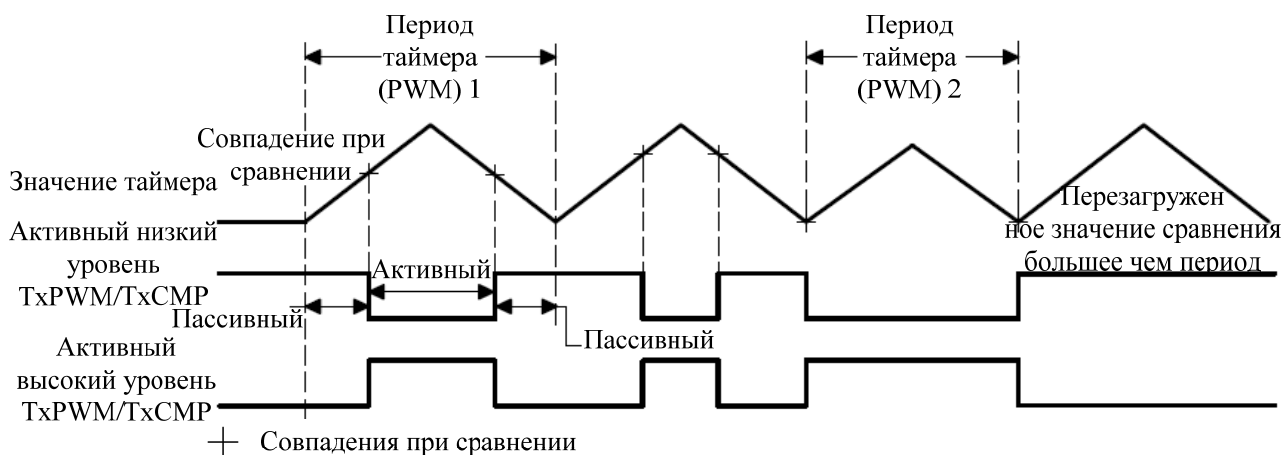 Период
таймера
(PWM) 1
Период
таймера
(PWM) 2
Совпадение при
сравнении
Значение таймера
Перезагружен
ное значение сравнения
большее чем период
Активный низкий
уровень
TxPWM/TxCMP
Активный
Пассивный
Пассивный
Активный
высокий уровень
TxPWM/TxCMP
Совпадения при сравнении